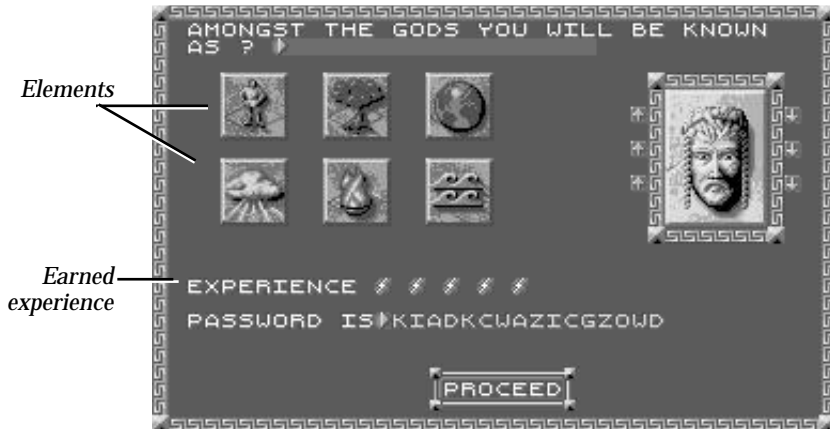 AMONGST THE GODS YOU WILL BE KNOWN
AS ?
Elements
Earned
experience
EXPERIENCE
PASSWORD IS KIADKCWAZICGZOWD
PROCEED